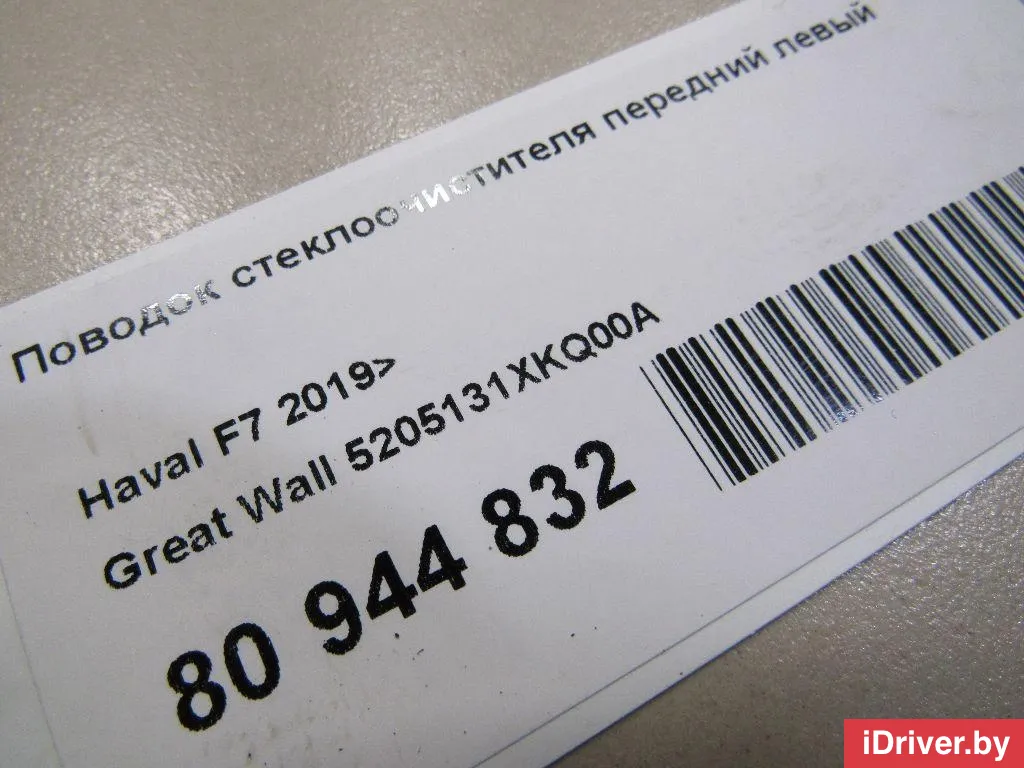 Поводок стеклоочистителя передний левый
Haval F7 2019>
Great Wall 5205131XKQ00A
80 944 832
iDriver.by